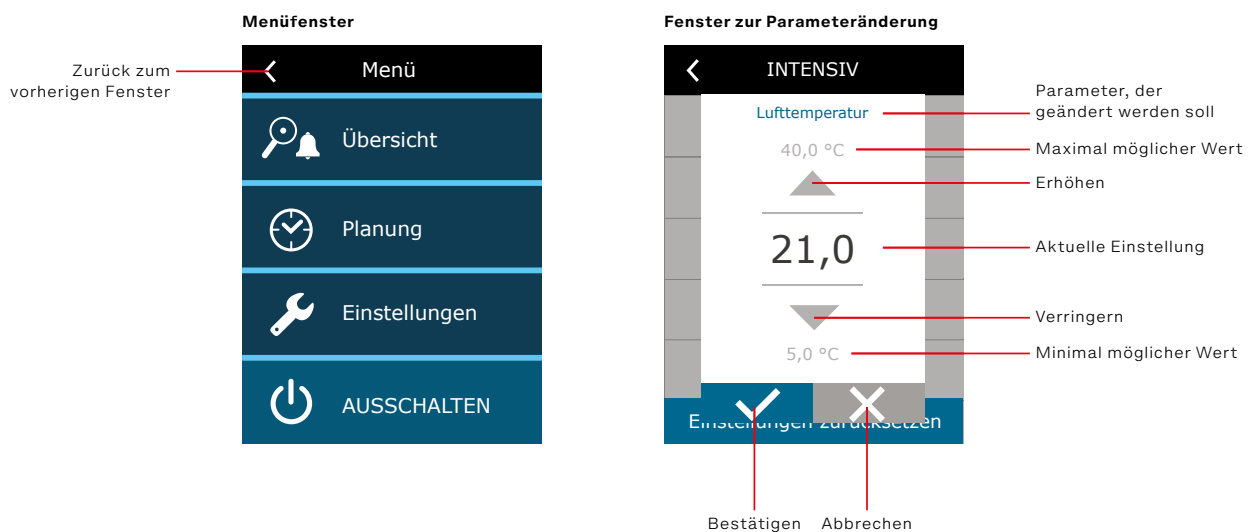 Menüfenster
Zurück zum
vorherigen Fenster
Menü
Übersicht
Planung
Einstellungen
AUSSCHALTEN
Fenster zur Parameteränderung
INTENSIV
Lufttemperatur
40,0 °C
21,0
5,0 °C
Einstellungen zurücksetzen
Parameter, der
geändert werden soll
Maximal möglicher Wert
Erhöhen
Aktuelle Einstellung
Verringern
Minimal möglicher Wert
Bestätigen
Abbrechen